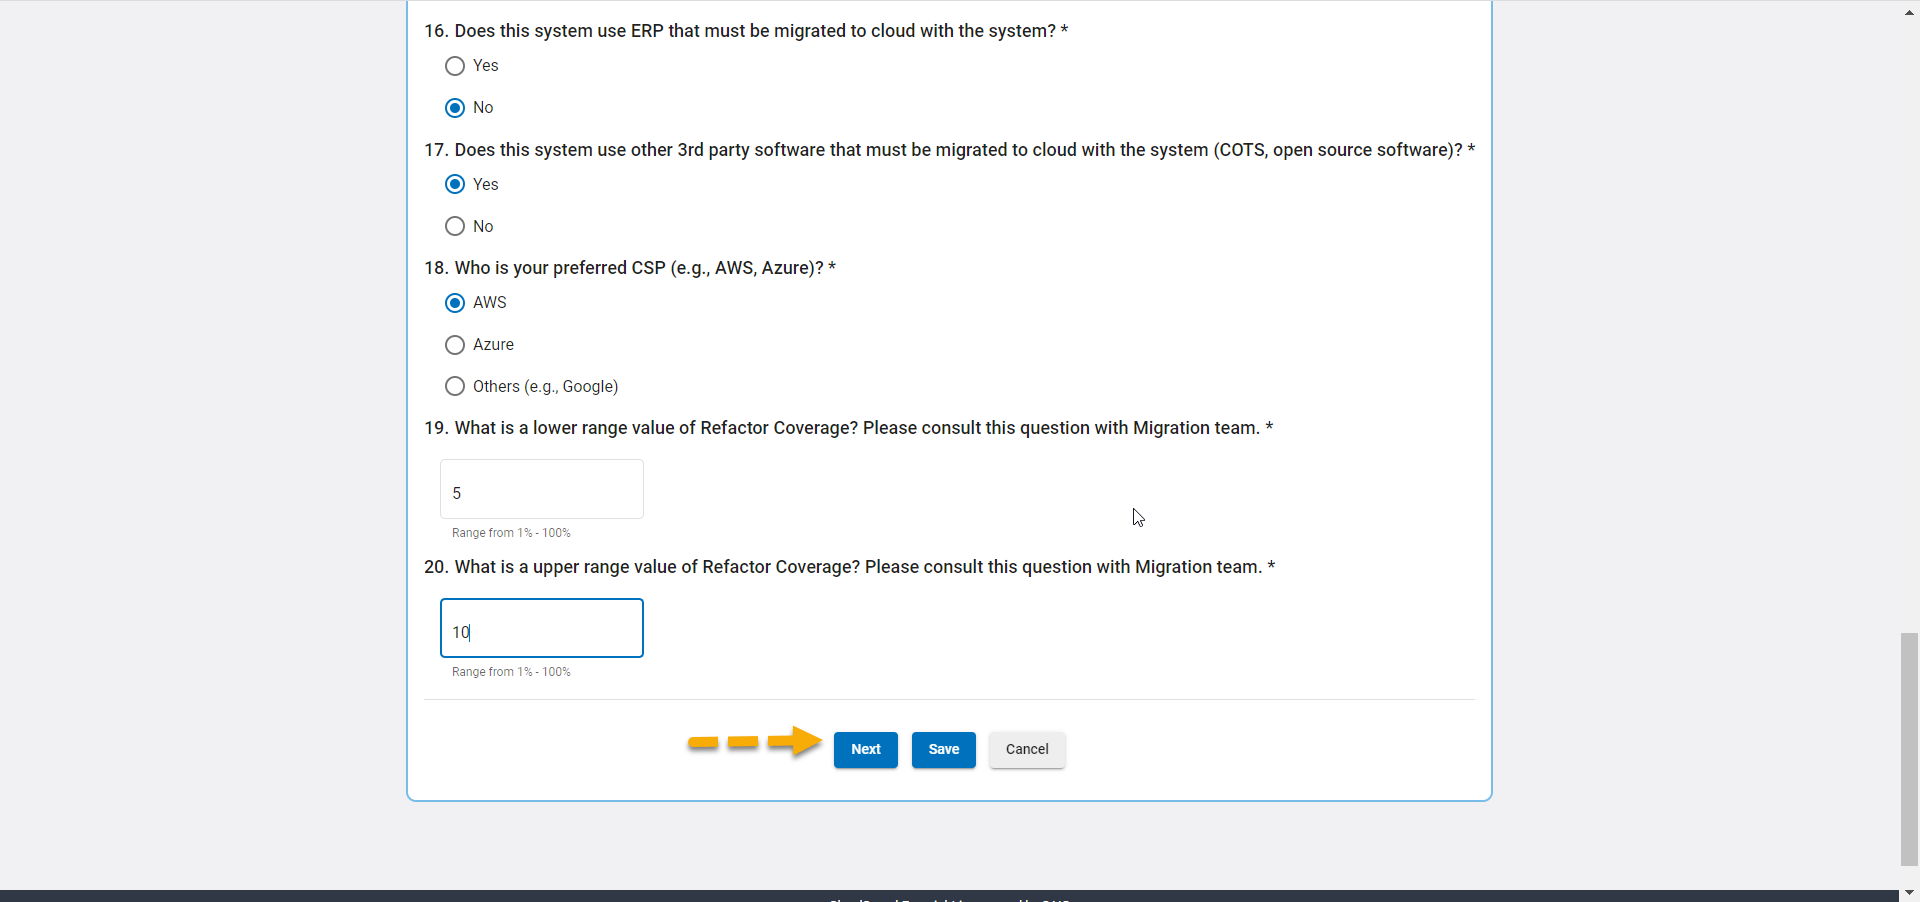 16. Does this system use ERP that must be migrated to cloud with the system? *
Yes
No
17. Does this system use other 3rd party software that must be migrated to cloud with the system (COTS, open source software)? *
Yes
No
18. Who is your preferred CSP (e.g., AWS, Azure)? *
AWS
Azure
Others (e.g., Google)
19. What is a lower range value of Refactor Coverage? Please consult this question with Migration team. *
5
Range from 1% - 100%
20. What is a upper range value of Refactor Coverage? Please consult this question with Migration team. *
10
Range from 1% - 100%
Next Save Cancel